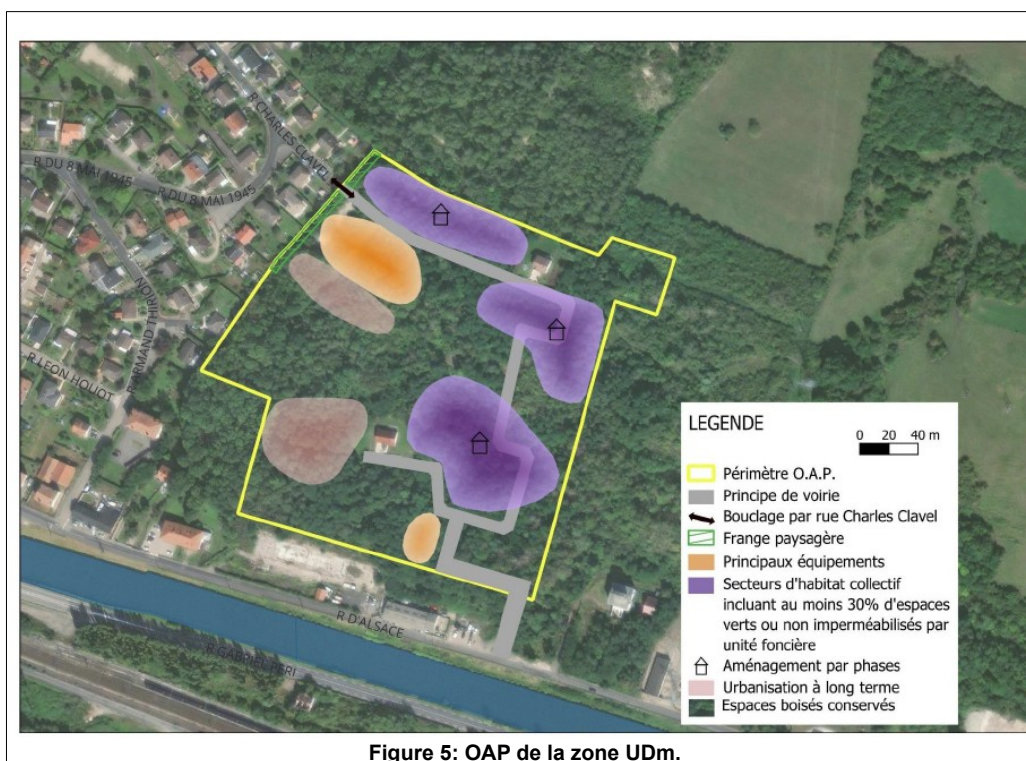 R CHARLES CLAVEL
R DU 8 MAI 1945
R DU 8 MAI 1945
R ARMAND THIRION
R LEON HOUOT
R D'ALSACE
R GABRIEL PERI
LEGENDE
0 20 40 m
Périmètre O.A.P.
Principe de voirie
Bouclage par rue Charles Clavel
Frange paysagère
Principaux équipements
Secteurs d'habitat collectif
incluant au moins 30% d'espaces
verts ou non imperméabilisés par
unité foncière
Aménagement par phases
Urbanisation à long terme
Espaces boisés conservés
Figure 5: OAP de la zone UDm.